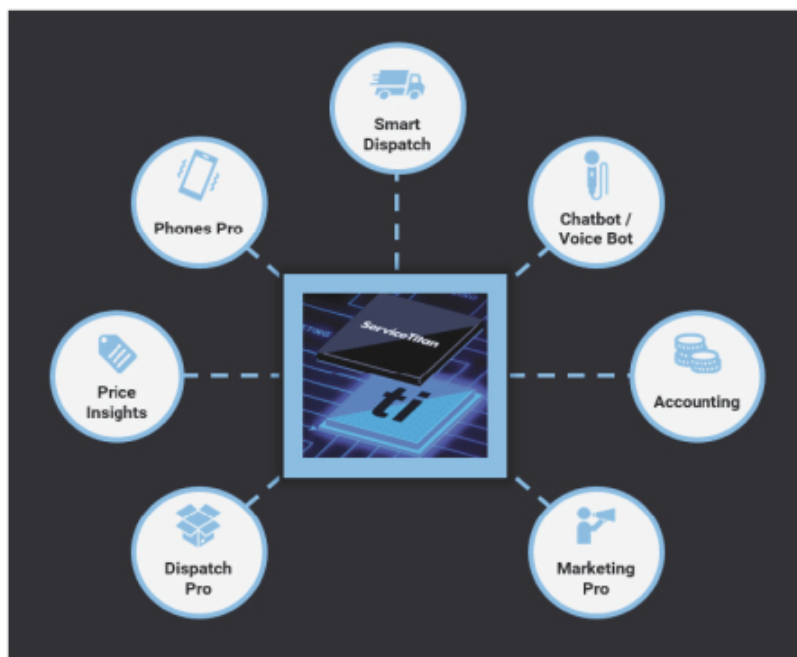 Smart
Dispatch
Phones Pro
Chatbot /
Voice Bot
ServiceTitan
ti
Price
Insights
Accounting
Dispatch
Pro
Marketing
Pro